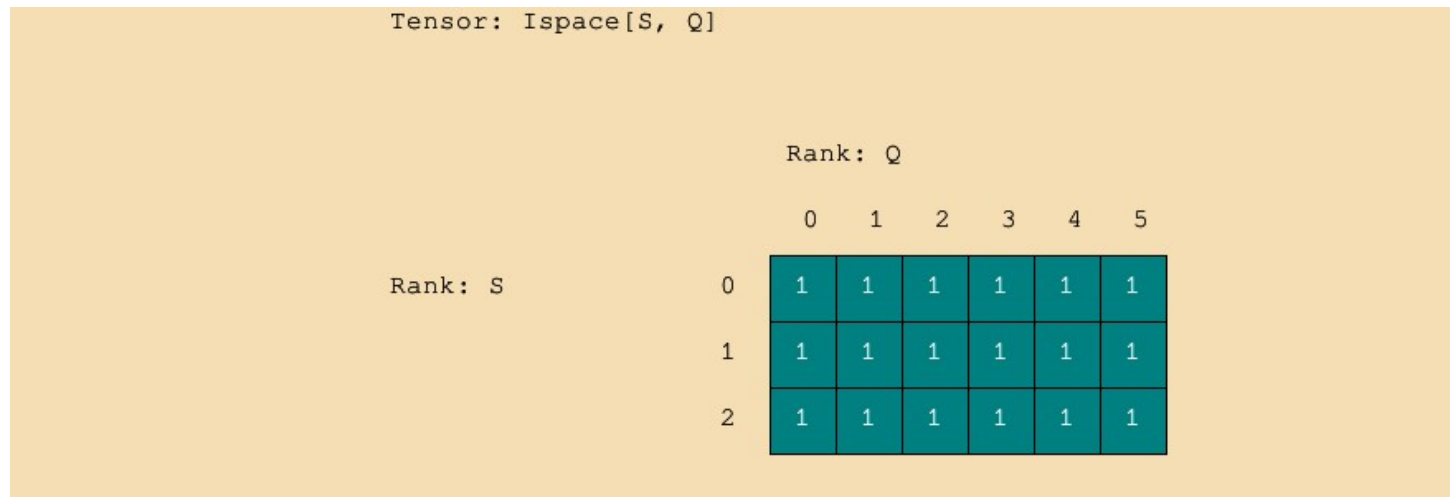 Tensor: Ispace[S, Q]
Rank: Q
0 1 2 3 4 5
Rank: S 0 1 1 1 1 1 1
1 1 1 1 1 1 1
2 1 1 1 1 1 1